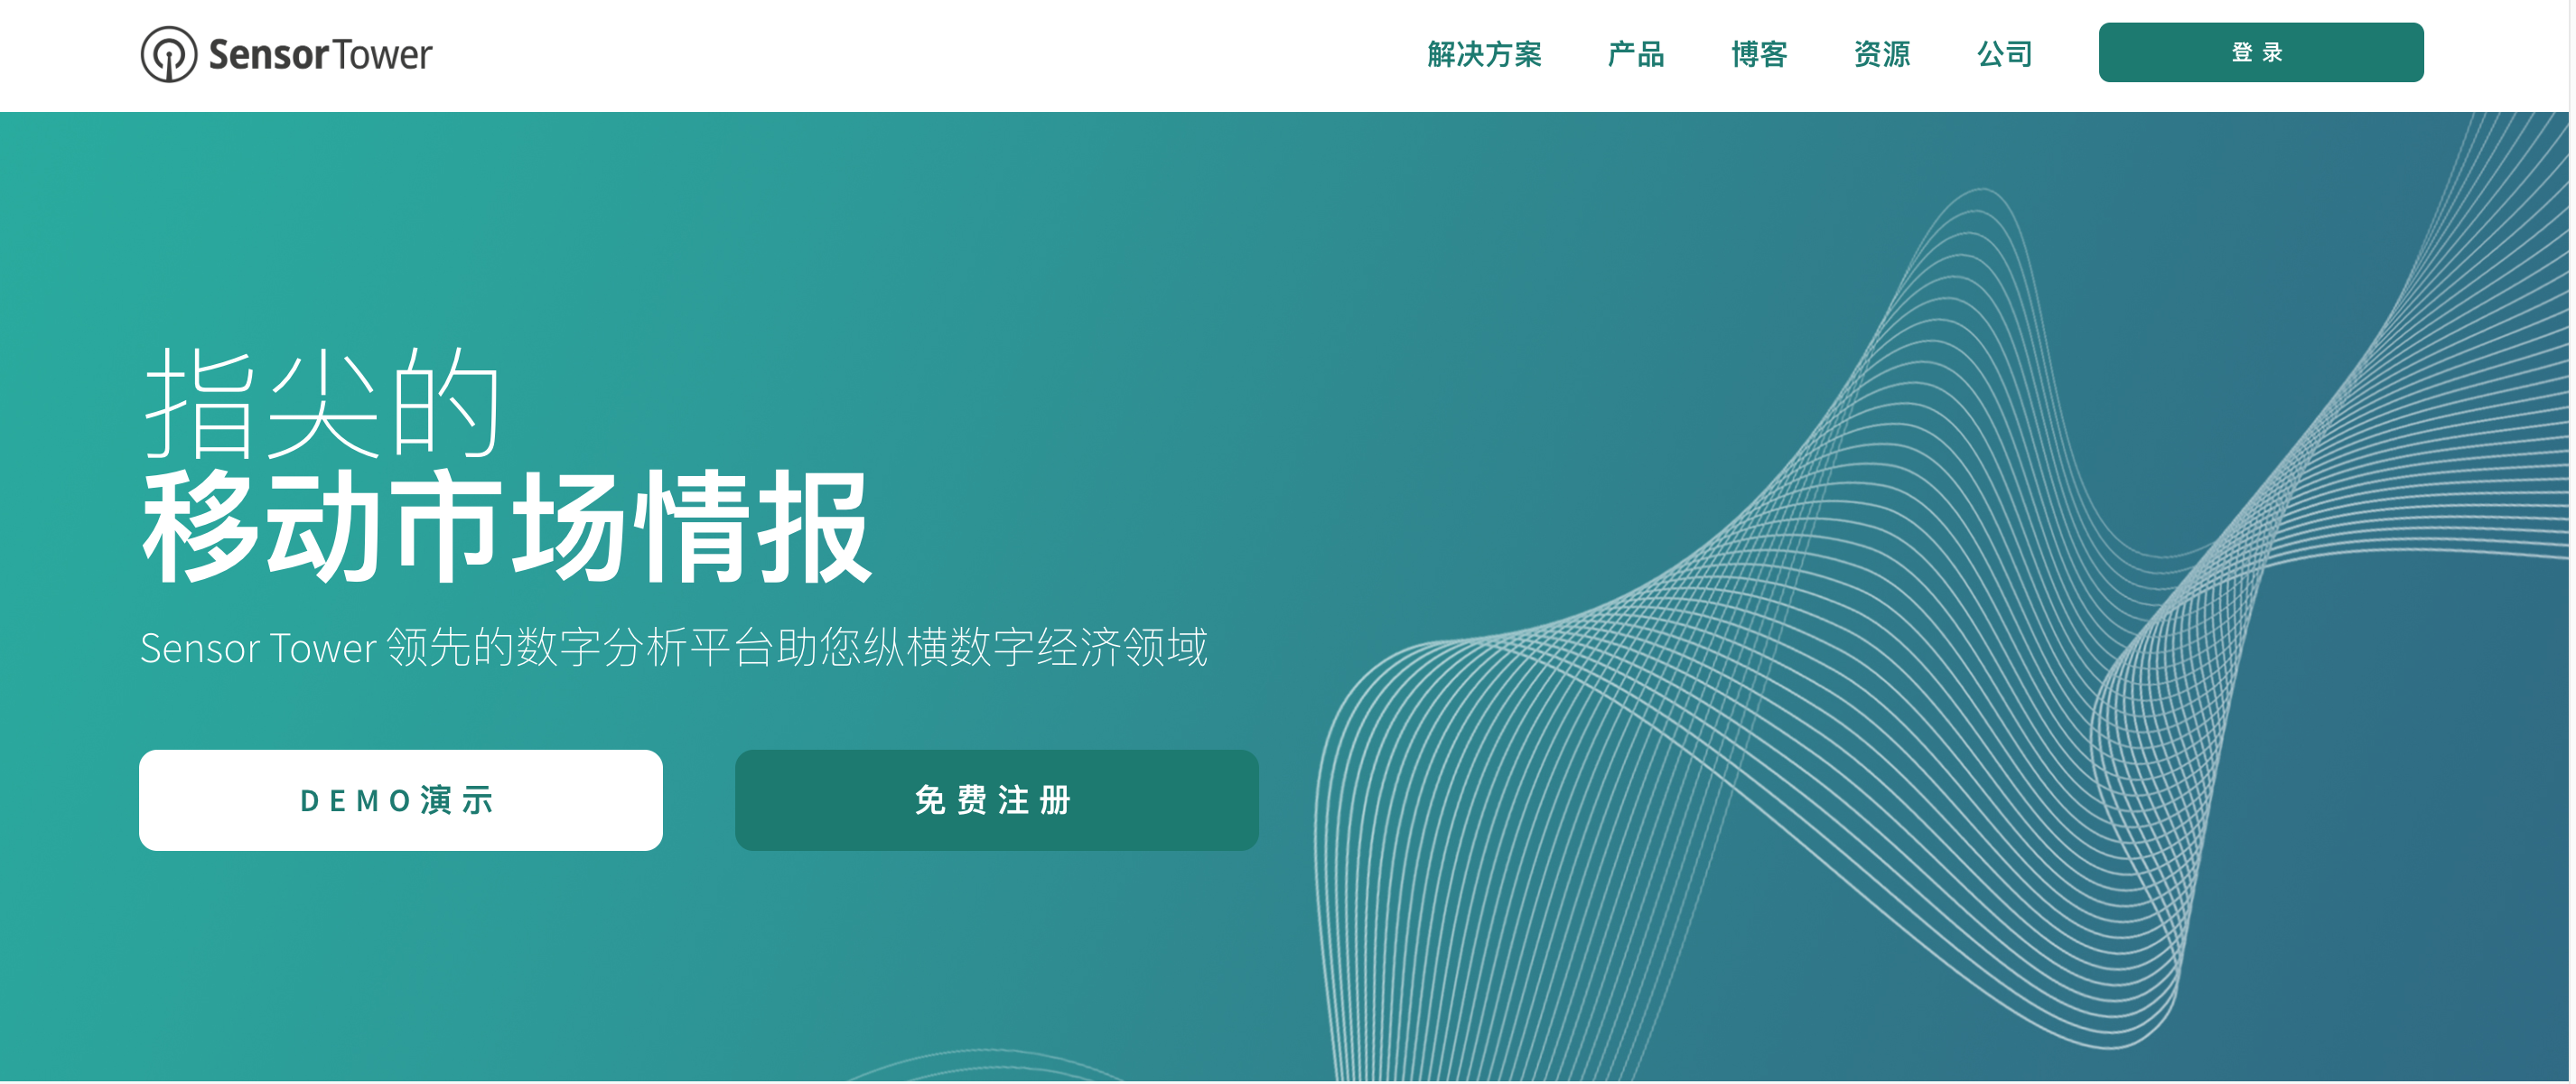 SensorTower
解决方案 产品 博客 资源 公司 登录
指尖的
移动市场情报
Sensor Tower 领先的数字分析平台助您纵横数字经济领域
DEMO演示 免费注册